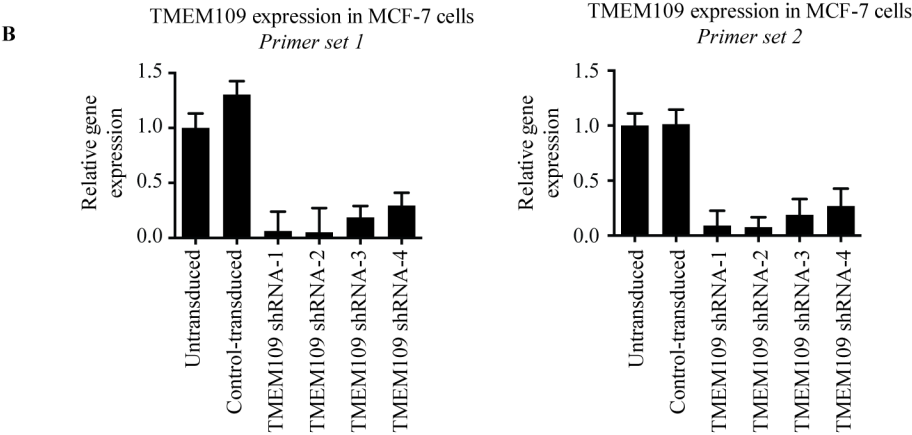 B
TMEM109 expression in MCF-7 cells
Primer set 1
Relative gene
expression
1.5
1.0
0.5
0.0
Untransduced
Control-transduced
TMEM109 shRNA-1
TMEM109 shRNA-2
TMEM109 shRNA-3
TMEM109 shRNA-4
TMEM109 expression in MCF-7 cells
Primer set 2
Relative gene
expression
1.5
1.0
0.5
0.0
Untransduced
Control-transduced
TMEM109 shRNA-1
TMEM109 shRNA-2
TMEM109 shRNA-3
TMEM109 shRNA-4